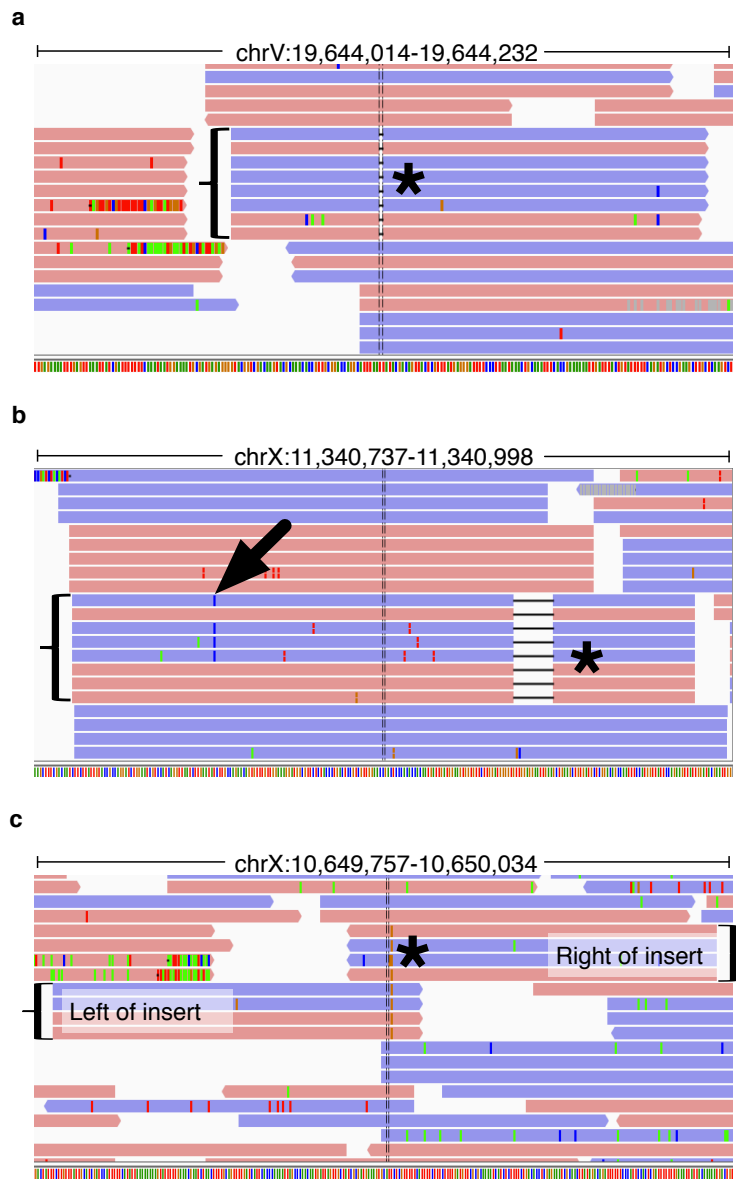 a
chrV:19,644,014-19,644,232
*
b
chrX:11,340,737-11,340,998
*
c
chrX:10,649,757-10,650,034
*
Right of insert
Left of insert